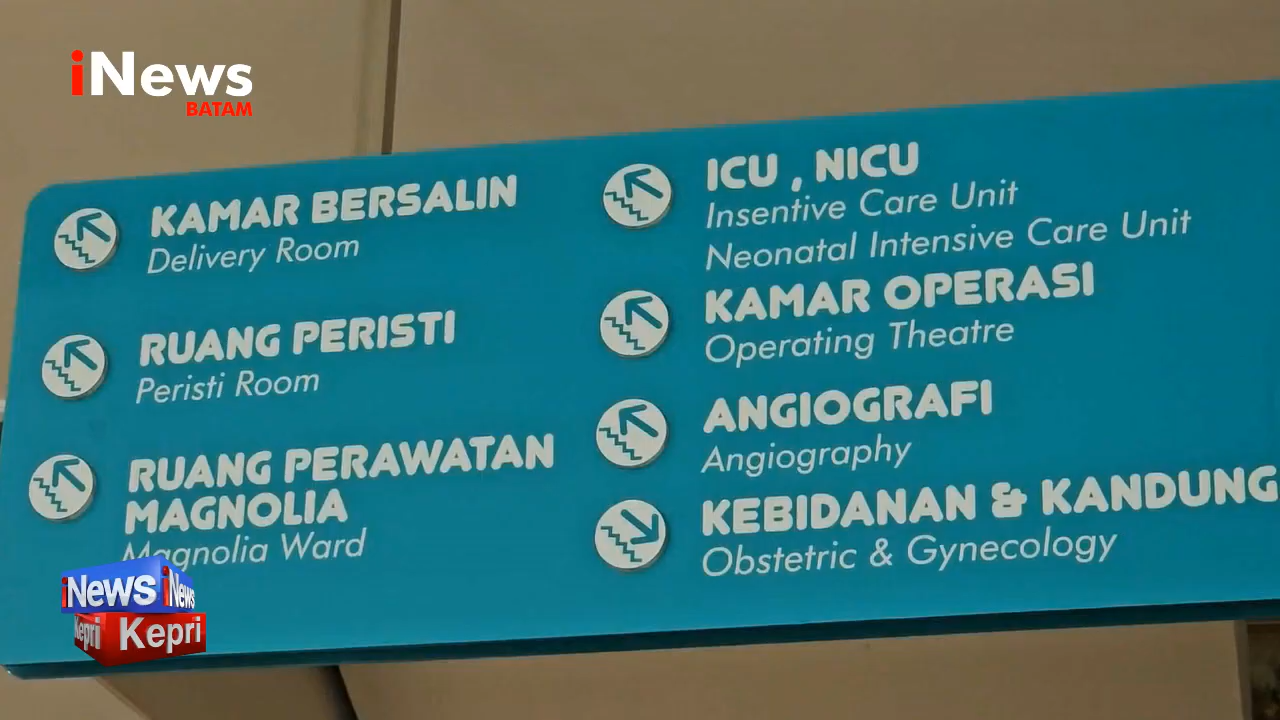 iNews
BATAM
KAMAR BERSALIN
Delivery Room
RUANG PERISTI
Peristi Room
RUANG PERAWATAN
MAGNOLIA
Magnolia Ward
ICU , NICU
Insentive Care Unit
Neonatal Intensive Care Unit
KAMAR OPERASI
Operating Theatre
ANGIOGRAFI
Angiography
KEBIDANAN & KANDUNG
Obstetric & Gynecology
iNews iNews
Kepri Kepri